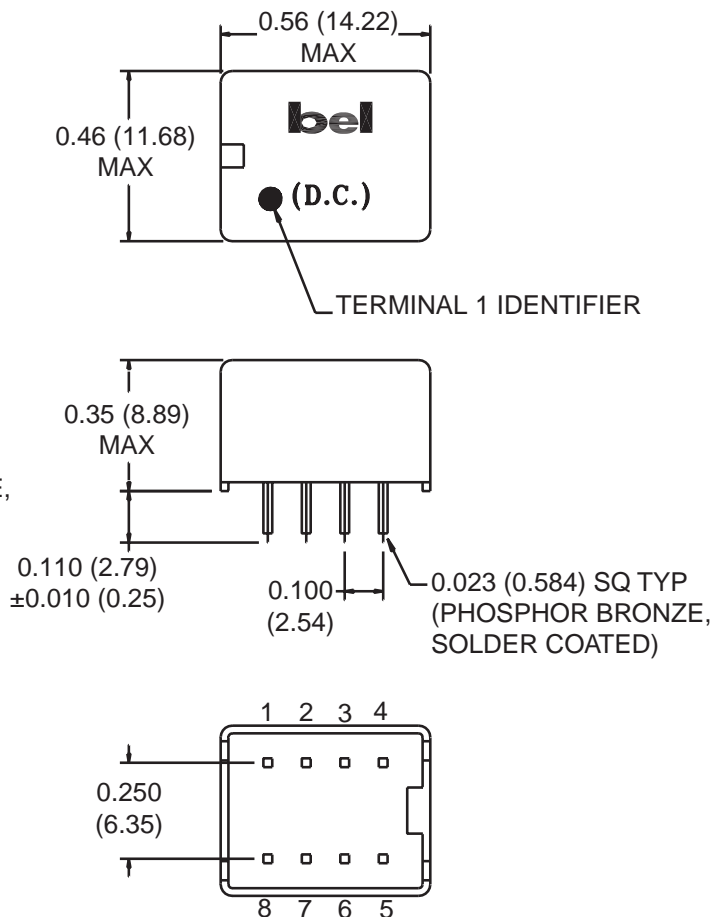 0.56 (14.22)
MAX
bel
0.46 (11.68)
MAX
(D.C.)
TERMINAL 1 IDENTIFIER
0.35 (8.89)
MAX
E,
0.110 (2.79)
±0.010 (0.25)
0.100
(2.54)
0.023 (0.584) SQ TYP
(PHOSPHOR BRONZE,
SOLDER COATED)
1 2 3 4
0.250
(6.35)
8 7 6 5